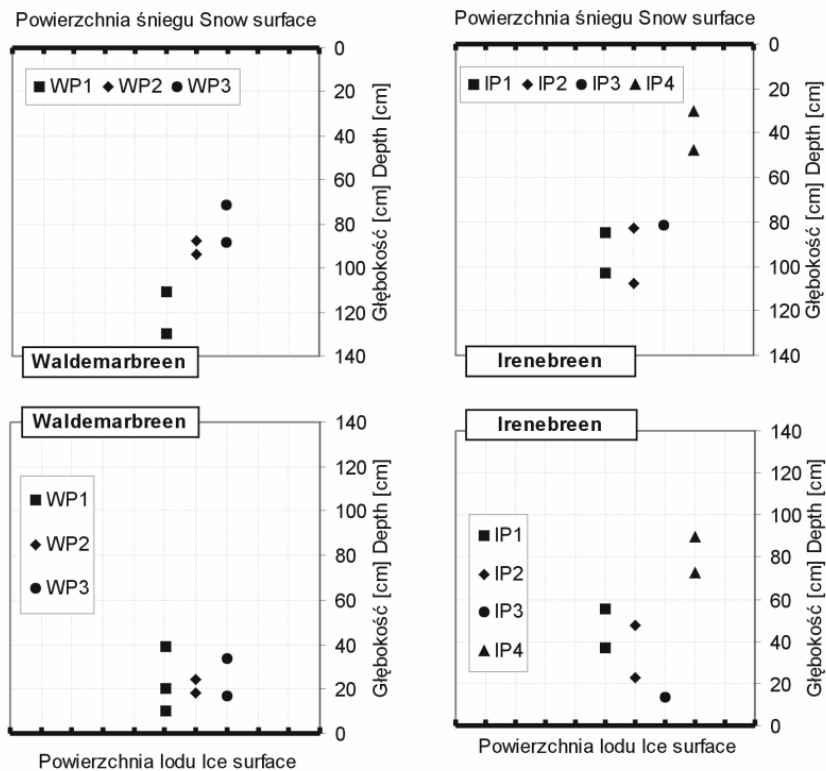 Powierzchnia śniegu Snow surface
0
20
40
60
80
100
120
140
Głębokość [cm] Depth [cm]
WP1 WP2 WP3
Waldemarbreen
Powierzchnia śniegu Snow surface
0
20
40
60
80
100
120
140
Głębokość [cm] Depth [cm]
IP1 IP2 IP3 IP4
Irenebreen
Waldemarbreen
140
120
100
80
60
40
20
0
Głębokość [cm] Depth [cm]
WP1
WP2
WP3
Powierzchnia lodu Ice surface
Irenebreen
140
120
100
80
60
40
20
0
Głębokość [cm] Depth [cm]
IP1
IP2
IP3
IP4
Powierzchnia lodu Ice surface